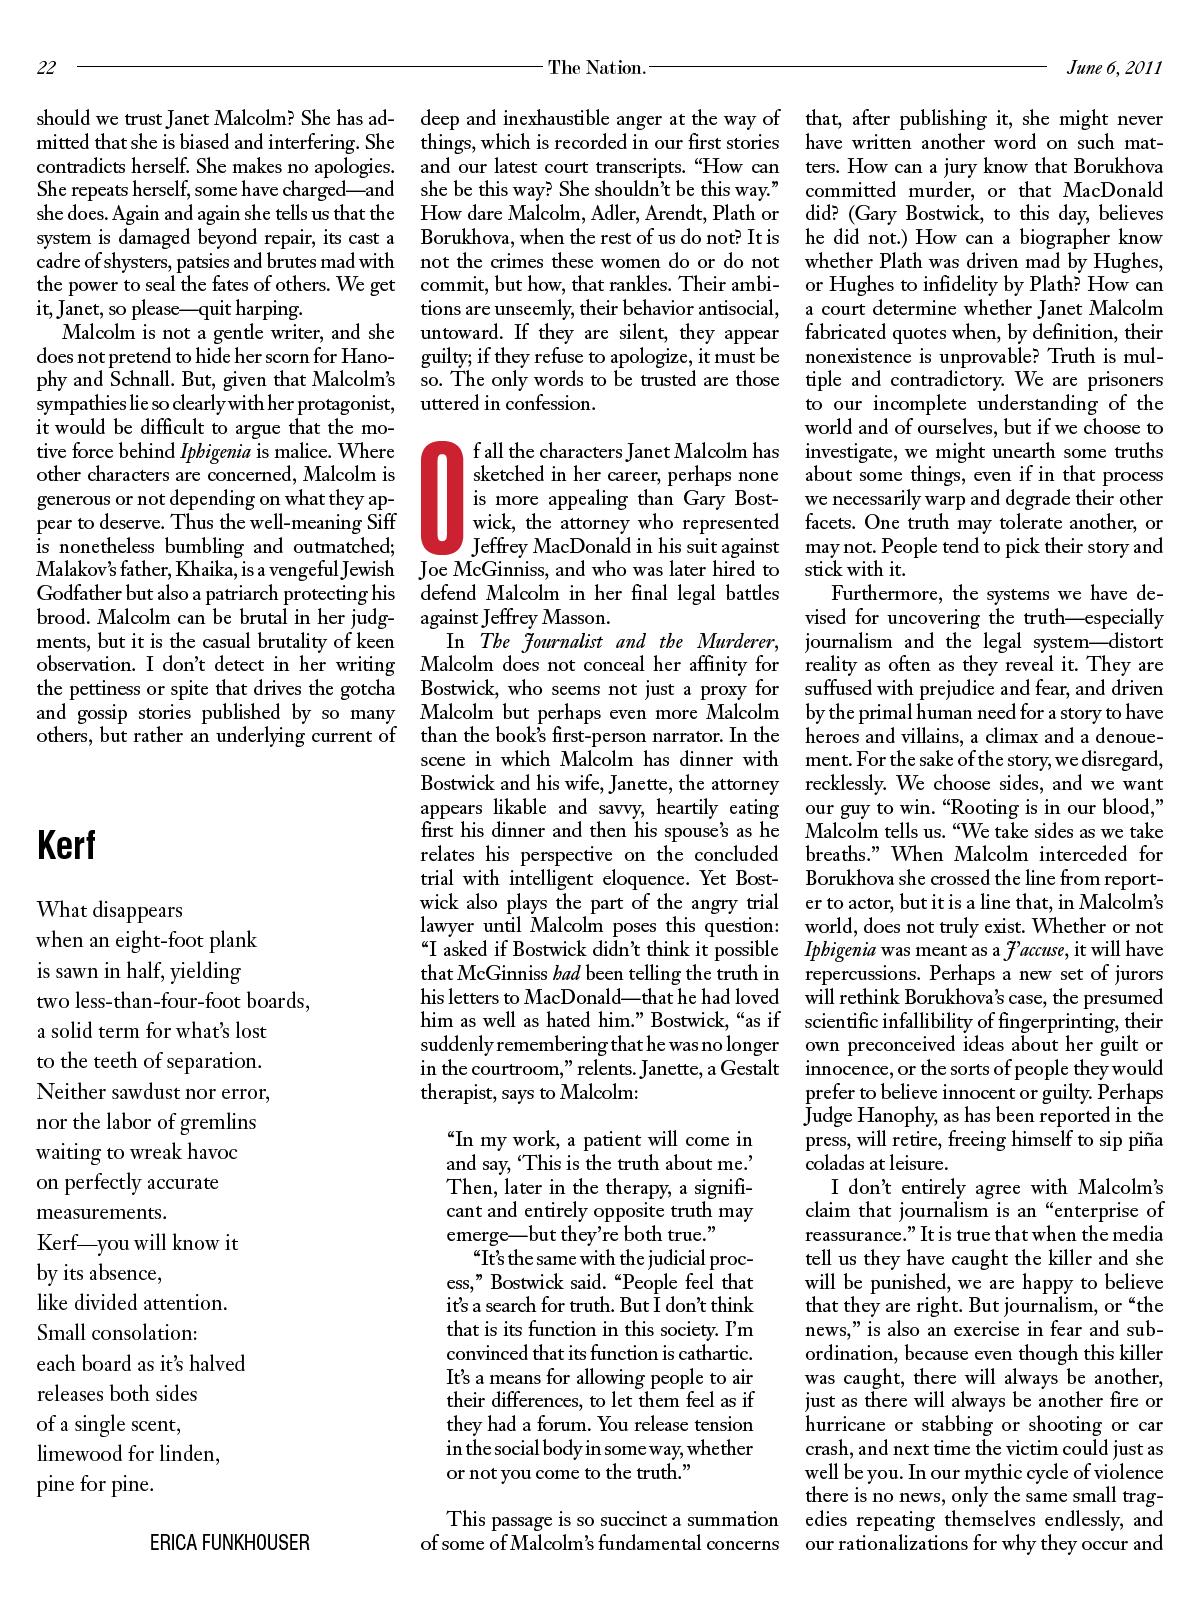 22
The Nation.
June 6, 2011
should we trust Janet Malcolm? She has ad-
mitted that she is biased and interfering. She
contradicts herself. She makes no apologies.
She repeats herself, some have charged—and
she does. Again and again she tells us that the
system is damaged beyond repair, its cast a
cadre of shysters, patsies and brutes mad with
the power to seal the fates of others. We get
it, Janet, so please—quit harping.
Malcolm is not a gentle writer, and she
does not pretend to hide her scorn for Hano-
phy and Schnall. But, given that Malcolm’s
sympathies lie so clearly with her protagonist,
it would be difficult to argue that the mo-
tive force behind Iphigenia is malice. Where
other characters are concerned, Malcolm is
generous or not depending on what they ap-
pear to deserve. Thus the well-meaning Siff
is nonetheless bumbling and outmatched;
Malakov’s father, Khaika, is a vengeful Jewish
Godfather but also a patriarch protecting his
brood. Malcolm can be brutal in her judg-
ments, but it is the casual brutality of keen
observation. I don’t detect in her writing
the pettiness or spite that drives the gotcha
and gossip stories published by so many
others, but rather an underlying current of
Kerf
What disappears
when an eight-foot plank
is sawn in half, yielding
two less-than-four-foot boards,
a solid term for what’s lost
to the teeth of separation.
Neither sawdust nor error,
nor the labor of gremlins
waiting to wreak havoc
on perfectly accurate
measurements.
Kerf—you will know it
by its absence,
like divided attention.
Small consolation:
each board as it’s halved
releases both sides
of a single scent,
limewood for linden,
pine for pine.
ERICA FUNKHOUSER
deep and inexhaustible anger at the way of
things, which is recorded in our first stories
and our latest court transcripts. “How can
she be this way? She shouldn’t be this way.”
How dare Malcolm, Adler, Arendt, Plath or
Borukhova, when the rest of us do not? It is
not the crimes these women do or do not
commit, but how, that rankles. Their ambi-
tions are unseemly, their behavior antisocial,
untoward. If they are silent, they appear
guilty; if they refuse to apologize, it must be
so. The only words to be trusted are those
uttered in confession.
Of all the characters Janet Malcolm has
sketched in her career, perhaps none
is more appealing than Gary Bost-
wick, the attorney who represented
Jeffrey MacDonald in his suit against
Joe McGinniss, and who was later hired to
defend Malcolm in her final legal battles
against Jeffrey Masson.
In The Journalist and the Murderer,
Malcolm does not conceal her affinity for
Bostwick, who seems not just a proxy for
Malcolm but perhaps even more Malcolm
than the book’s first-person narrator. In the
scene in which Malcolm has dinner with
Bostwick and his wife, Janette, the attorney
appears likable and savvy, heartily eating
first his dinner and then his spouse’s as he
relates his perspective on the concluded
trial with intelligent eloquence. Yet Bost-
wick also plays the part of the angry trial
lawyer until Malcolm poses this question:
“I asked if Bostwick didn’t think it possible
that McGinniss had been telling the truth in
his letters to MacDonald—that he had loved
him as well as hated him.” Bostwick, “as if
suddenly remembering that he was no longer
in the courtroom,” relents. Janette, a Gestalt
therapist, says to Malcolm:
“In my work, a patient will come in
and say, ‘This is the truth about me.’
Then, later in the therapy, a signifi-
cant and entirely opposite truth may
emerge—but they’re both true.”
“It’s the same with the judicial proc-
ess,” Bostwick said. “People feel that
it’s a search for truth. But I don’t think
that is its function in this society. I’m
convinced that its function is cathartic.
It’s a means for allowing people to air
their differences, to let them feel as if
they had a forum. You release tension
in the social body in some way, whether
or not you come to the truth.”
This passage is so succinct a summation
of some of Malcolm’s fundamental concerns
that, after publishing it, she might never
have written another word on such mat-
ters. How can a jury know that Borukhova
committed murder, or that MacDonald
did? (Gary Bostwick, to this day, believes
he did not.) How can a biographer know
whether Plath was driven mad by Hughes,
or Hughes to infidelity by Plath? How can
a court determine whether Janet Malcolm
fabricated quotes when, by definition, their
nonexistence is unprovable? Truth is mul-
tiple and contradictory. We are prisoners
to our incomplete understanding of the
world and of ourselves, but if we choose to
investigate, we might unearth some truths
about some things, even if in that process
we necessarily warp and degrade their other
facets. One truth may tolerate another, or
may not. People tend to pick their story and
stick with it.
Furthermore, the systems we have de-
vised for uncovering the truth—especially
journalism and the legal system—distort
reality as often as they reveal it. They are
suffused with prejudice and fear, and driven
by the primal human need for a story to have
heroes and villains, a climax and a denoue-
ment. For the sake of the story, we disregard,
recklessly. We choose sides, and we want
our guy to win. “Rooting is in our blood,”
Malcolm tells us. “We take sides as we take
breaths.” When Malcolm interceded for
Borukhova she crossed the line from report-
er to actor, but it is a line that, in Malcolm’s
world, does not truly exist. Whether or not
Iphigenia was meant as a J’accuse, it will have
repercussions. Perhaps a new set of jurors
will rethink Borukhova’s case, the presumed
scientific infallibility of fingerprinting, their
own preconceived ideas about her guilt or
innocence, or the sorts of people they would
prefer to believe innocent or guilty. Perhaps
Judge Hanophy, as has been reported in the
press, will retire, freeing himself to sip piña
coladas at leisure.
I don’t entirely agree with Malcolm’s
claim that journalism is an “enterprise of
reassurance.” It is true that when the media
tell us they have caught the killer and she
will be punished, we are happy to believe
that they are right. But journalism, or “the
news,” is also an exercise in fear and sub-
ordination, because even though this killer
was caught, there will always be another,
just as there will always be another fire or
hurricane or stabbing or shooting or car
crash, and next time the victim could just as
well be you. In our mythic cycle of violence
there is no news, only the same small trag-
edies repeating themselves endlessly, and
our rationalizations for why they occur and